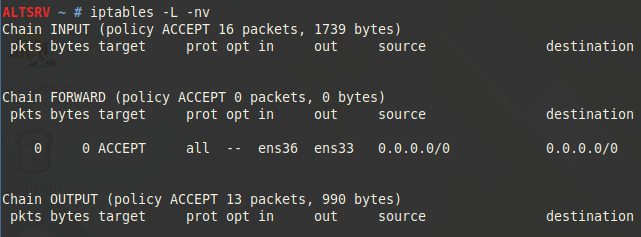 ALTSRV ~ # iptables -L -nv
Chain INPUT (policy ACCEPT 16 packets, 1739 bytes)
 pkts bytes target     prot opt in     out     source               destination
Chain FORWARD (policy ACCEPT 0 packets, 0 bytes)
 pkts bytes target     prot opt in     out     source               destination
    0     0 ACCEPT     all  --  ens36  ens33   0.0.0.0/0            0.0.0.0/0
Chain OUTPUT (policy ACCEPT 13 packets, 990 bytes)
 pkts bytes target     prot opt in     out     source               destination